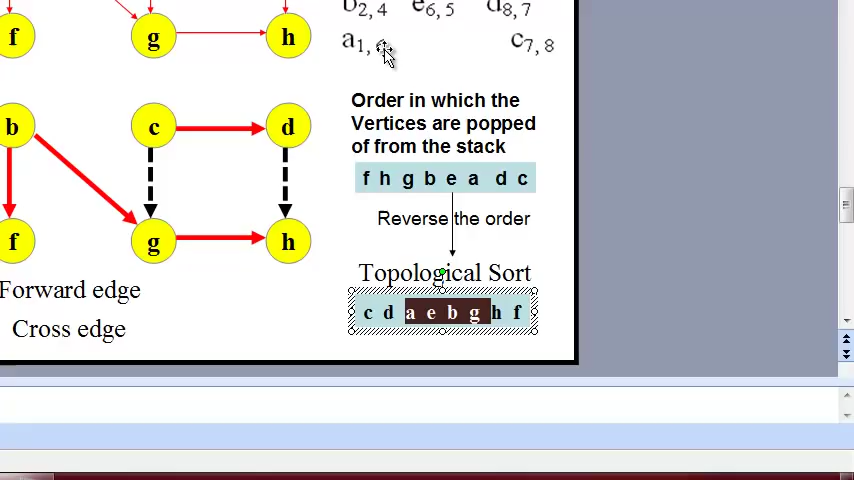 b2, 4 e6, 5 d8, 7
f g h
a1, c7, 8
Order in which the
Vertices are popped
of from the stack
b c d
f h g b e a d c
Reverse the order
f g h
Topological Sort
Forward edge
c d a e b g h f
Cross edge